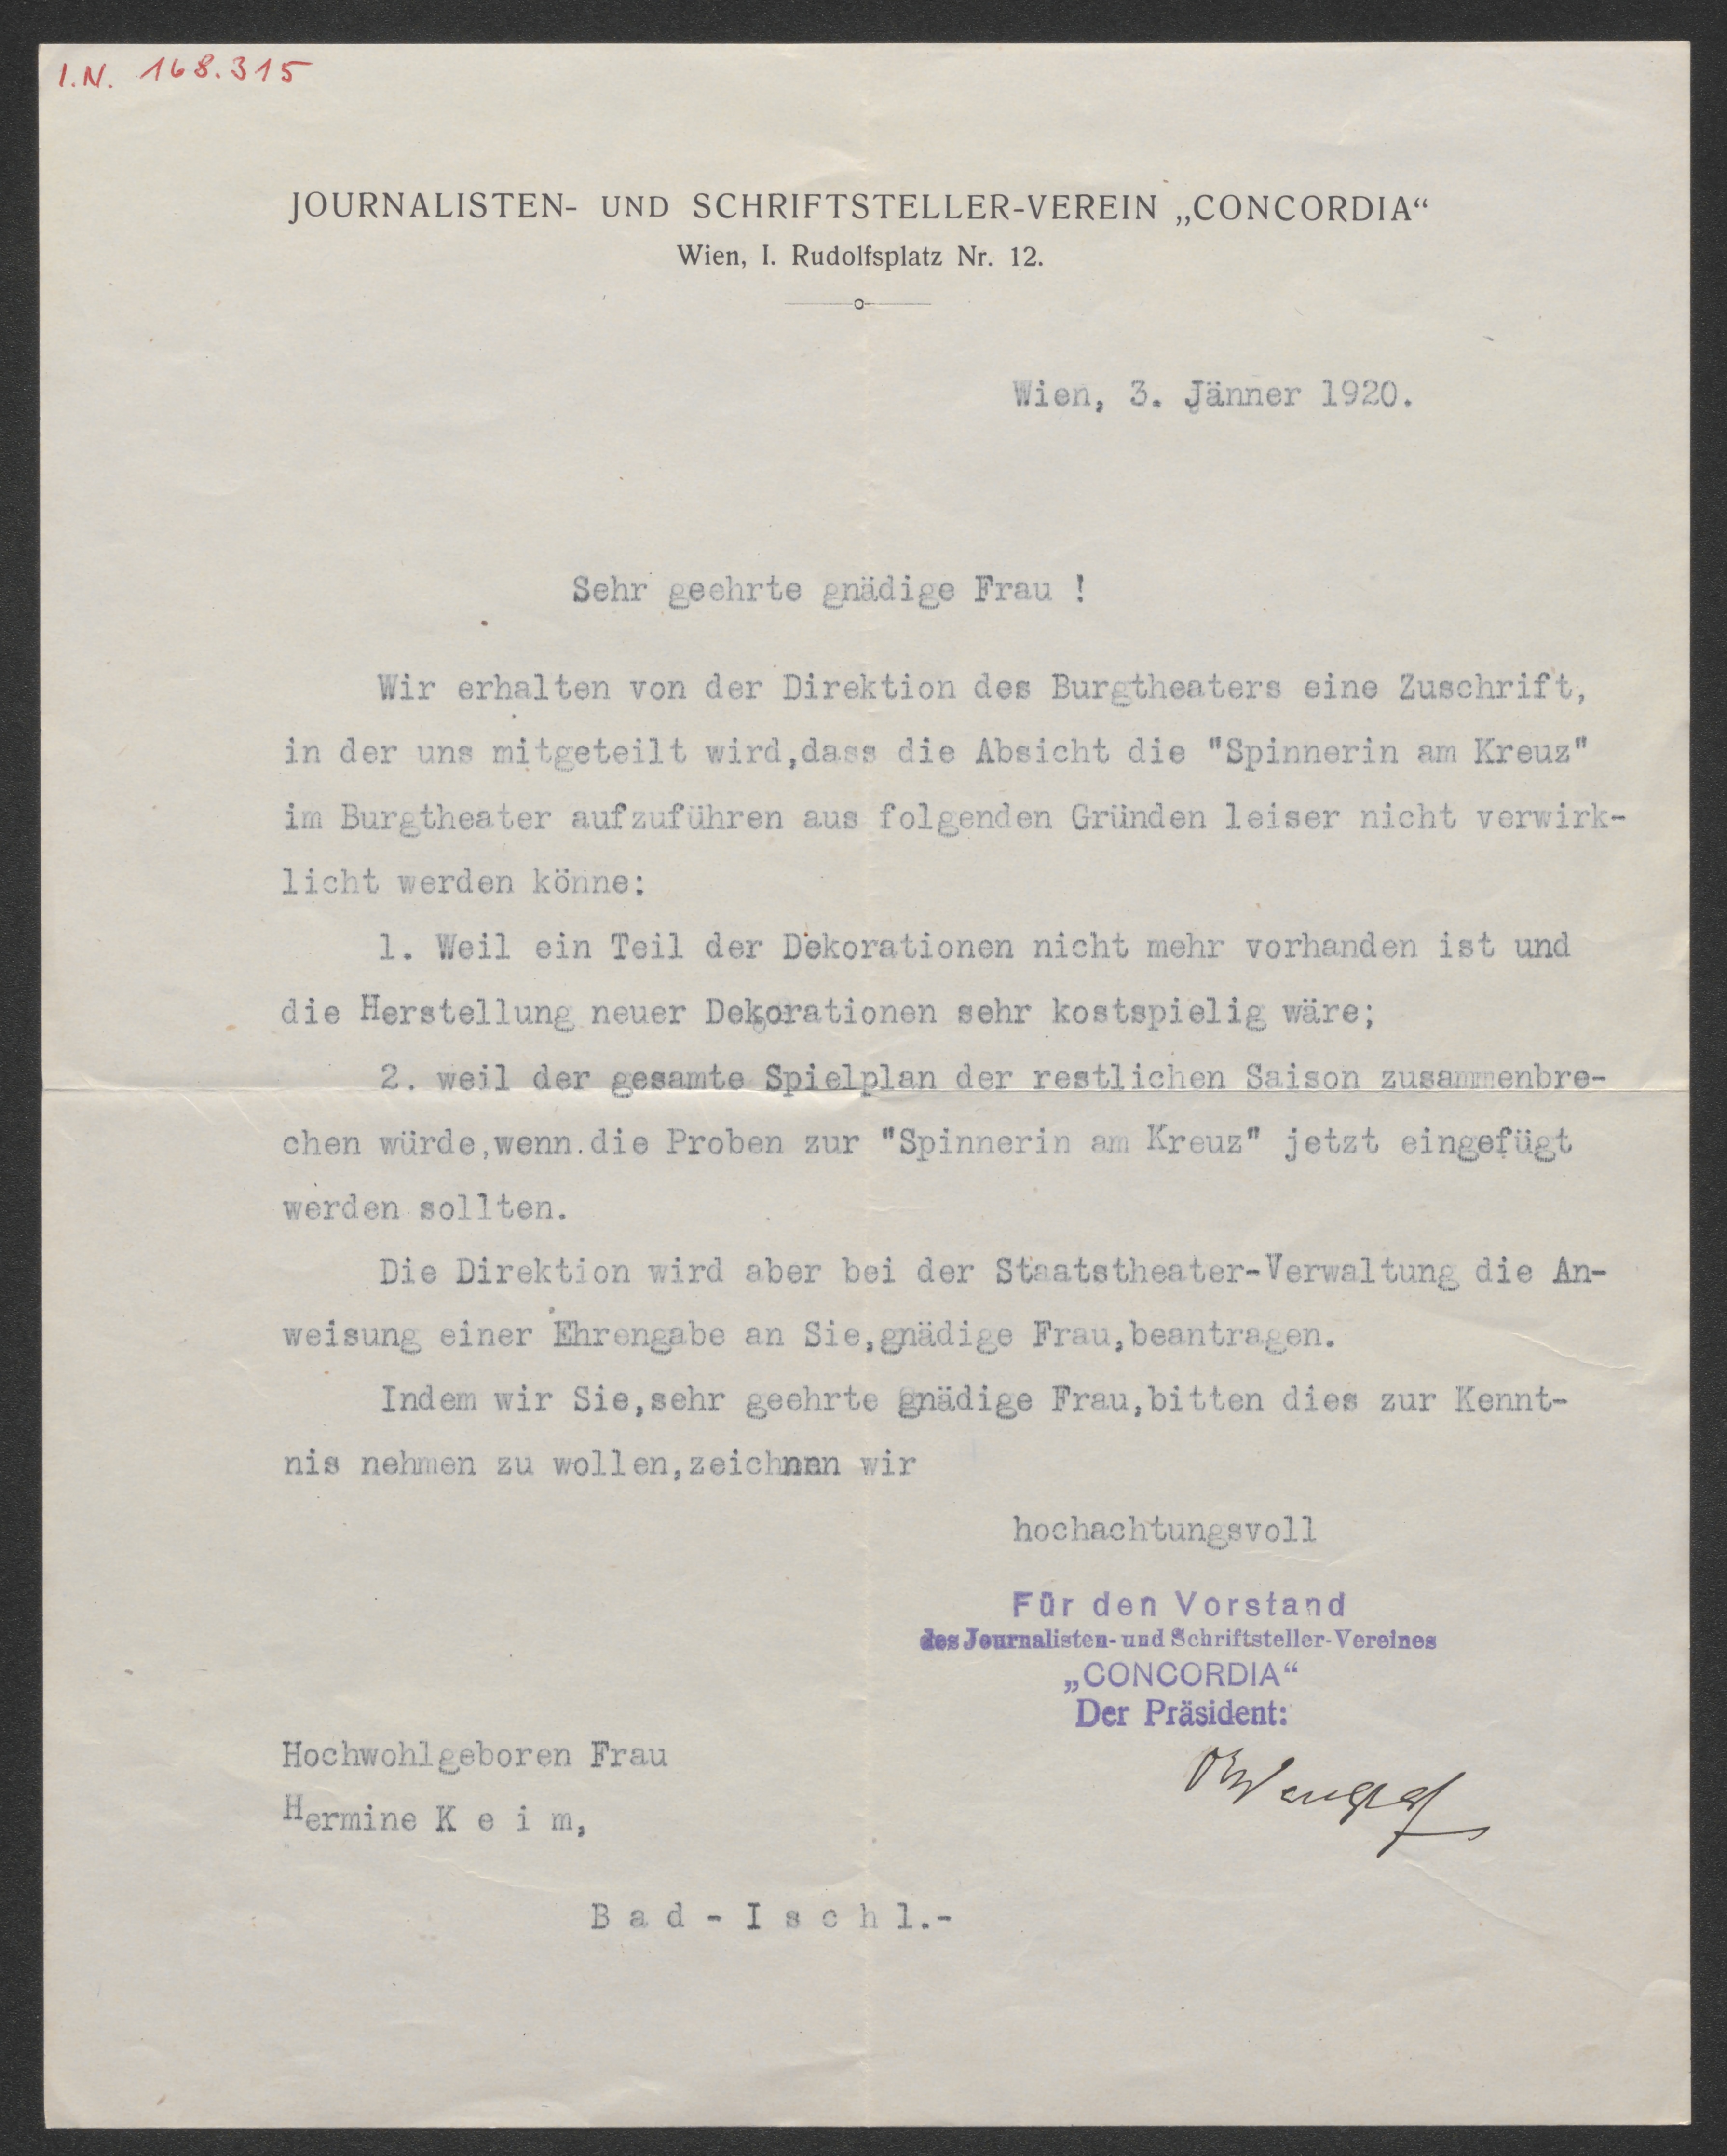 I.N. 168.315
JOURNALISTEN- UND SCHRIFTSTELLER-VEREIN „CONCORDIA“
Wien, I. Rudolfsplatz Nr. 12.
Wien, 3. Jänner 1920.
Sehr geehrte gnädige Frau !
Wir erhalten von der Direktion des Burgtheaters eine Zuschrift,
in der uns mitgeteilt wird,dass die Absicht die "Spinnerin am Kreuz"
im Burgtheater aufzuführen aus folgenden Gründen leiser nicht verwirk-
licht werden könne:
1. Weil ein Teil der Dekorationen nicht mehr vorhanden ist und
die Herstellung neuer Dekorationen sehr kostspielig wäre;
2. weil der gesamte Spielplan der restlichen Saison zusammenbre-
chen würde,wenn.die Proben zur "Spinnerin am Kreuz" jetzt eingefügt
werden sollten.
Die Direktion wird aber bei der Staatstheater-Verwaltung die An-
weisung einer Ehrengabe an Sie,gnädige Frau,beantragen.
Indem wir Sie,sehr geehrte gnädige Frau,bitten dies zur Kennt-
nis nehmen zu wollen,zeichnen wir
hochachtungsvoll
Für den Vorstand
des Journalisten- und Schriftsteller-Vereines
„CONCORDIA“
Der Präsident:
Hochwohlgeboren Frau
Hermine K e i m,
B a d - I s c h l.-